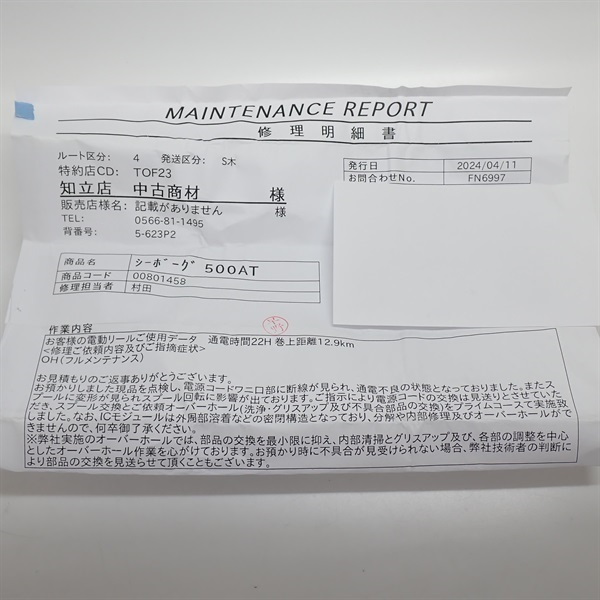 MAINTENANCE REPORT
修理明細書
ルート区分: 4 発送区分: S木
特約店CD: TOF23
知立店 中古商材 様
販売店様名: 記載がありません 様
TEL: 0566-81-1495
背番号: 5-623P2
発行日 2024/04/11
お問合わせNo. FN6997
商品名 シーボーグ 500AT
商品コード 00801458
修理担当者 村田
作業内容
お客様の電動リールご使用データ 通電時間22H 巻上距離12.9km
<修理ご依頼内容及びご指摘症状>
OH(フルメンテナンス)
お見積もりのご返事ありがとうございます。
お預かりしました現品を点検し、電源コードワニ口部に断線が見られ、通電不良の状態となっておりました。またス
プールに変形が見られスプール回転に影響が出ております。ご指示により電源コードの交換は見送りとさせていた
だき、スプール交換とご依頼オーバーホール(洗浄・グリスアップ及び不具合部品の交換)をプライムコースて実施致
しました。なお、ICモジュールは外周部溶着などの密閉構造となっており、分解や内部修理及びオーバーホールがで
きませんので、何卒御了承ください。
※弊社実施のオーバーホールでは、部品の交換を最小限に抑え、内部清掃とグリスアップ及び、各部の調整を中心
としたオーバーホール作業を心がけております。お預かり時に不具合が見受けられない場合、弊社技術者の判断に
より部品の交換を見送らせて頂くこともございます。